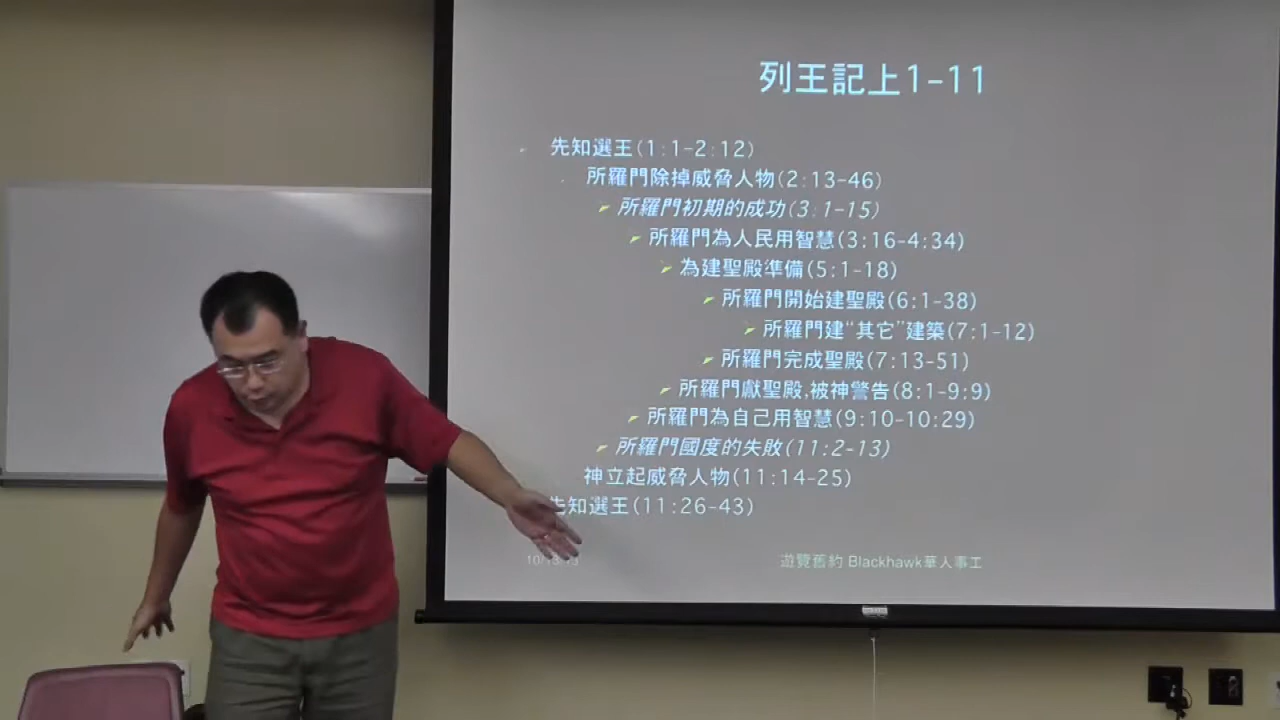 列王記上1-11
先知選王(1:1-2:12)
所羅門除掉威脅人物(2:13-46)
所羅門初期的成功(3:1-15)
所羅門為人民用智慧(3:16-4:34)
為建聖殿準備(5:1-18)
所羅門開始建聖殿(6:1-38)
所羅門建“其它”建築(7:1-12)
所羅門完成聖殿(7:13-51)
所羅門獻聖殿,被神警告(8:1-9:9)
所羅門為自己用智慧(9:10-10:29)
所羅門國度的失敗(11:2-13)
神立起威脅人物(11:14-25)
先知選王(11:26-43)
遊覽舊約 Blackhawk華人事工